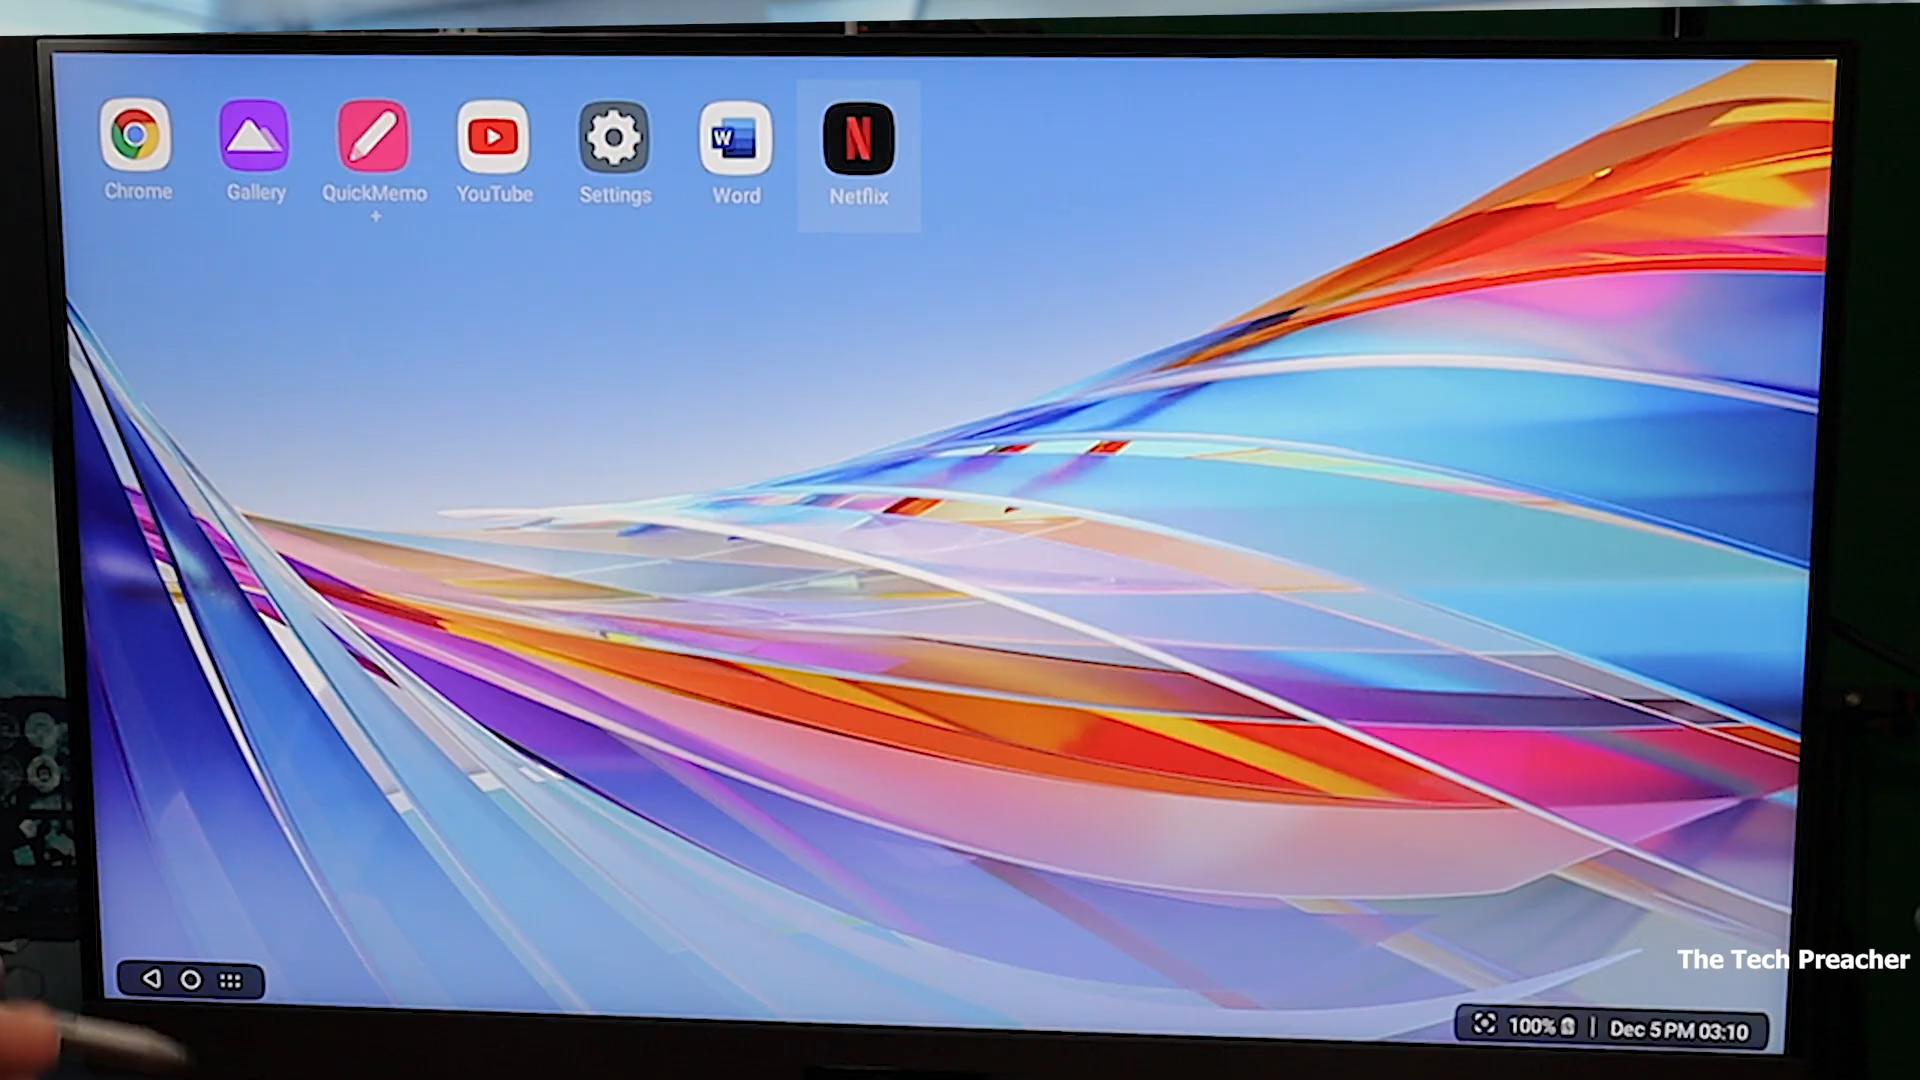 Chrome
Gallery
QuickMemo
+
YouTube
Settings
W
Word
N
Netflix
The Tech Preacher
100% | Dec 5 PM 03:10